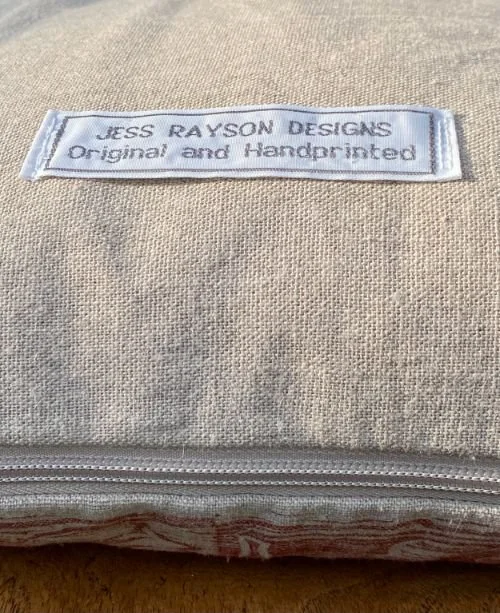 JESS RAYSON DESIGNS
Original and Handprinted